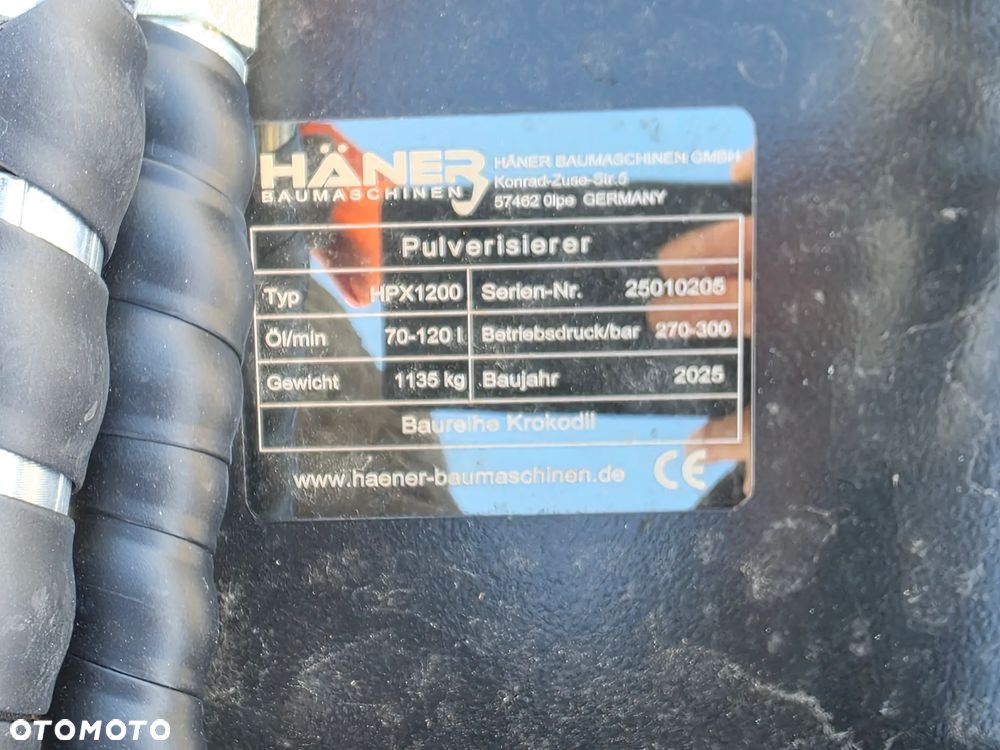 HÄNER
BAUMASCHINEN
HÄNER BAUMASCHINEN GMBH
Konrad-Zuse-Str.5
57462 Olpe GERMANY
Pulverisierer
Typ HPX1200 Serien-Nr. 25010205
Öl/min 70-120 l Betriebsdruck/bar 270-300
Gewicht 1135 kg Baujahr 2025
Baureihe Krokodil
www.haener-baumaschinen.de CE
OTOMOTO